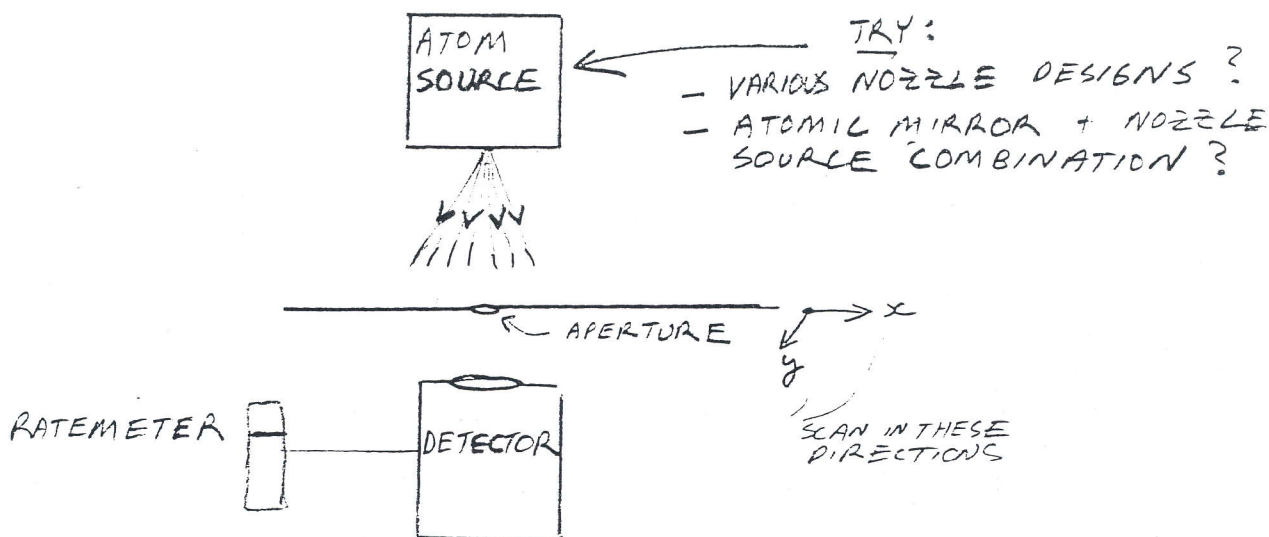 ATOM
SOURCE
TRY:
- VARIOUS NOZZLE DESIGNS?
- ATOMIC MIRROR + NOZZLE
SOURCE COMBINATION?
APERTURE
x
y
SCAN IN THESE
DIRECTIONS
RATEMETER
DETECTOR